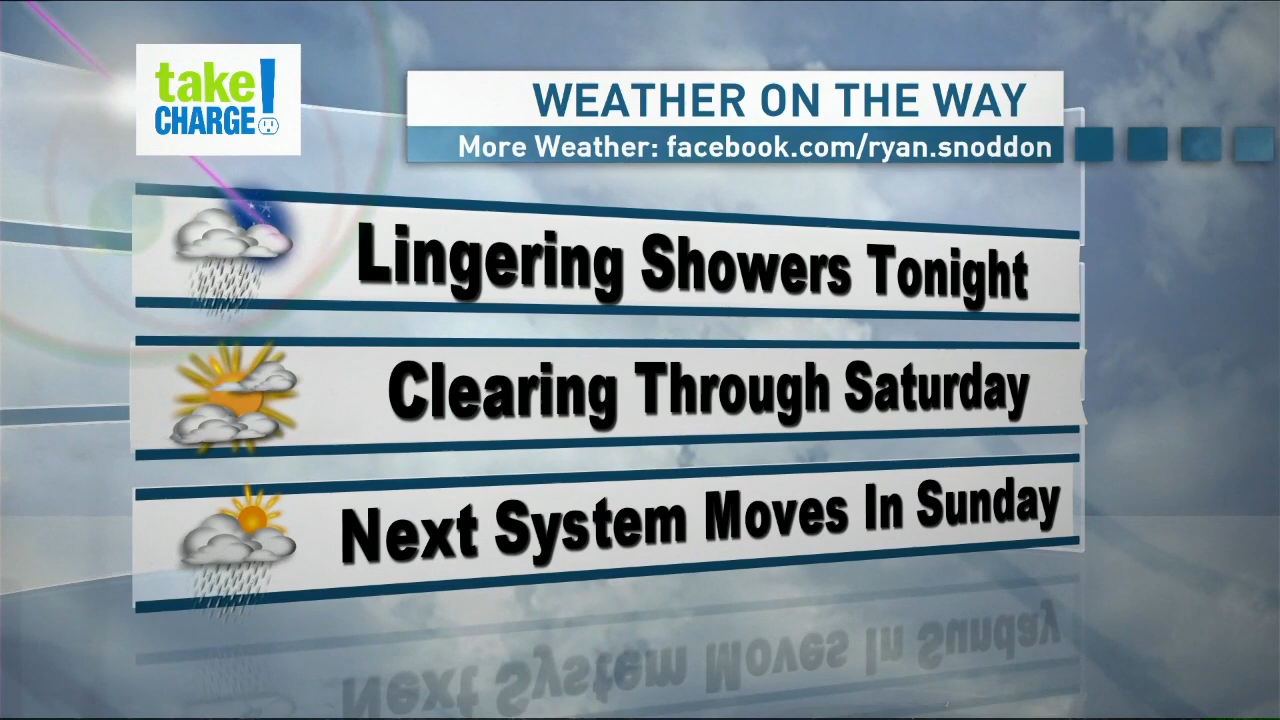 take
CHARGE!
WEATHER ON THE WAY
More Weather: facebook.com/ryan.snoddon
Lingering Showers Tonight
Clearing Through Saturday
Next System Moves In Sunday